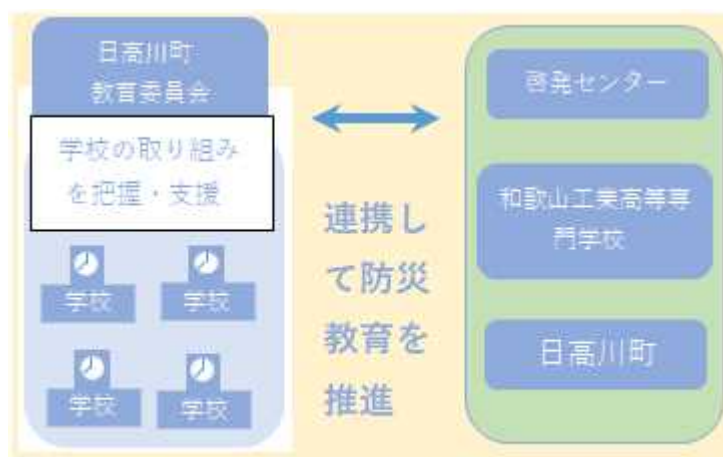 日高川町
教育委員会
学校の取り組み
を把握・支援
学校
学校
学校
学校
連携し
て防災
教育を
推進
啓発センター
和歌山工業高等専
門学校
日高川町